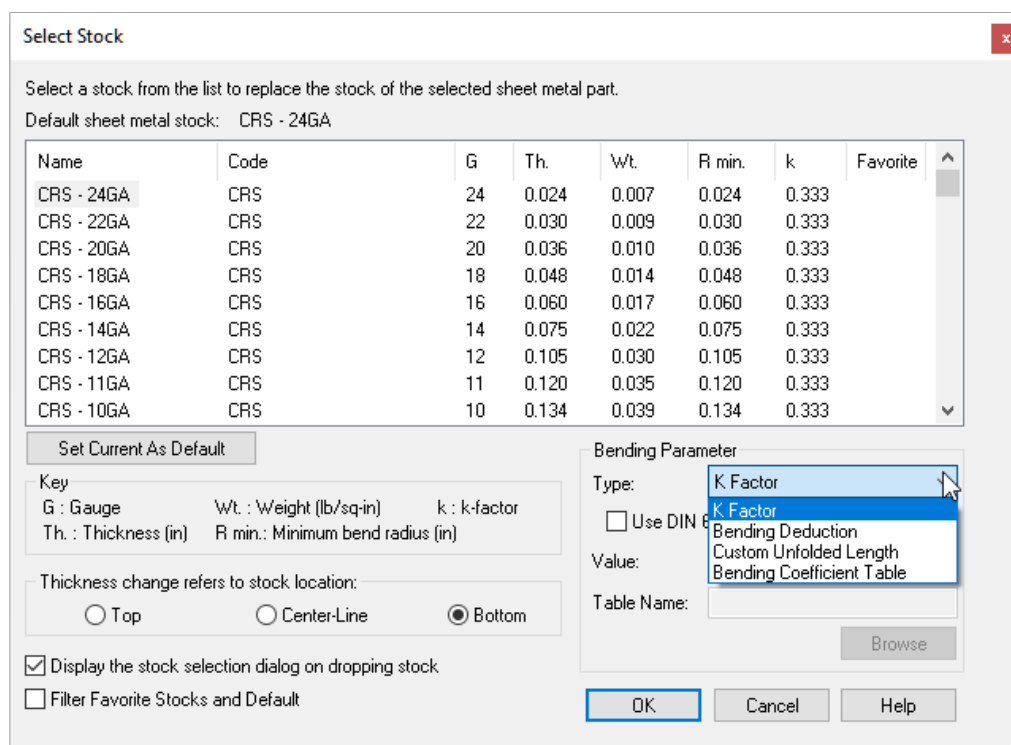 Select Stock
x
Select a stock from the list to replace the stock of the selected sheet metal part.
Default sheet metal stock: CRS - 24GA
Name Code G Th. Wt. R min. k Favorite
CRS - 24GA CRS 24 0.024 0.007 0.024 0.333
CRS - 22GA CRS 22 0.030 0.009 0.030 0.333
CRS - 20GA CRS 20 0.036 0.010 0.036 0.333
CRS - 18GA CRS 18 0.048 0.014 0.048 0.333
CRS - 16GA CRS 16 0.060 0.017 0.060 0.333
CRS - 14GA CRS 14 0.075 0.022 0.075 0.333
CRS - 12GA CRS 12 0.105 0.030 0.105 0.333
CRS - 11GA CRS 11 0.120 0.035 0.120 0.333
CRS - 10GA CRS 10 0.134 0.039 0.134 0.333
Set Current As Default
Key
G : Gauge Wt. : Weight (lb/sq-in) k : k-factor
Th. : Thickness (in) R min.: Minimum bend radius (in)
Thickness change refers to stock location:
Top Center-Line Bottom
Display the stock selection dialog on dropping stock
Filter Favorite Stocks and Default
Bending Parameter
Type: K Factor
K Factor
Bending Deduction
Custom Unfolded Length
Bending Coefficient Table
Use DIN
Value:
Table Name:
Browse
OK Cancel Help